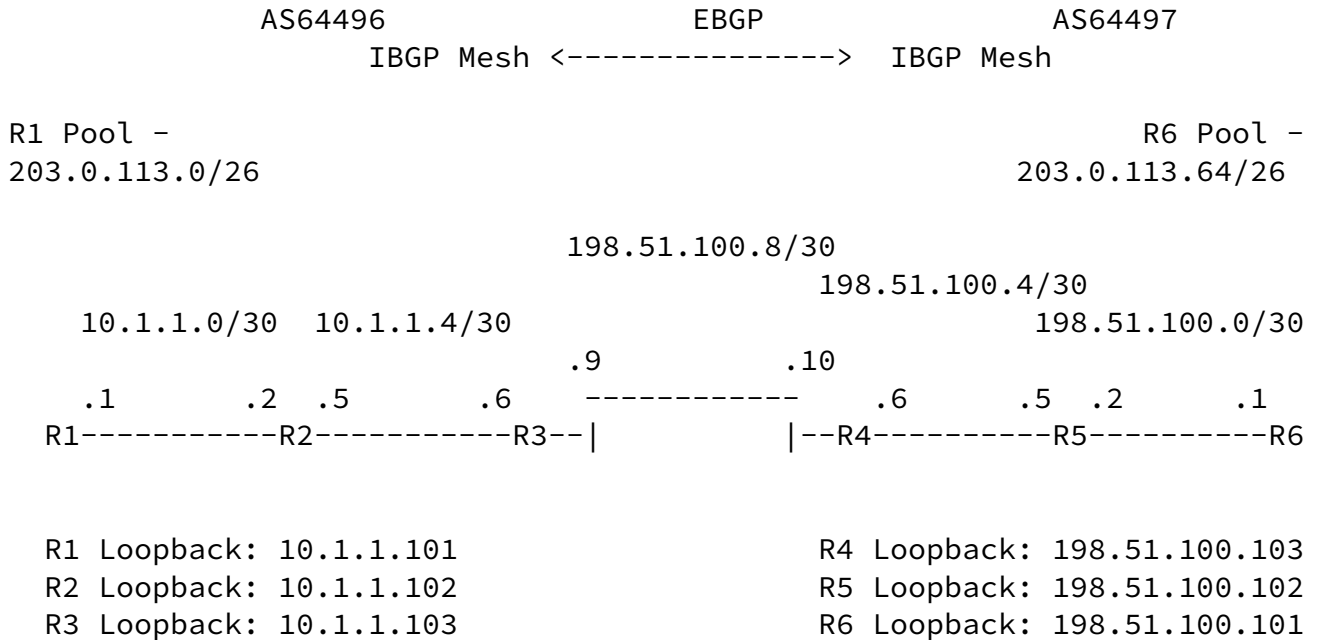 AS64496 EBGP AS64497
IBGP Mesh <---------------> IBGP Mesh
R1 Pool - R6 Pool -
203.0.113.0/26 203.0.113.64/26
198.51.100.8/30
198.51.100.4/30
10.1.1.0/30 10.1.1.4/30 198.51.100.0/30
.9 .10
.1 .2 .5 .6 ------------ .6 .5 .2 .1
R1-----------R2-----------R3--| |--R4----------R5----------R6
R1 Loopback: 10.1.1.101 R4 Loopback: 198.51.100.103
R2 Loopback: 10.1.1.102 R5 Loopback: 198.51.100.102
R3 Loopback: 10.1.1.103 R6 Loopback: 198.51.100.101